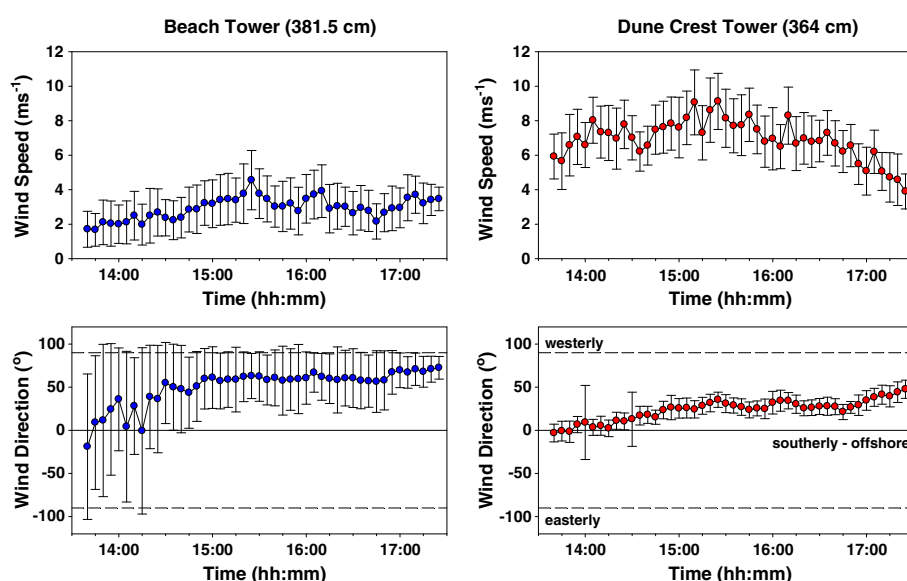 Beach Tower (381.5 cm)
Dune Crest Tower (364 cm)
Wind Speed (ms-1)
12
10
8
6
4
2
0
14:00 15:00 16:00 17:00
Time (hh:mm)
Wind Speed (ms-1)
12
10
8
6
4
2
0
14:00 15:00 16:00 17:00
Time (hh:mm)
Wind Direction (o)
100
50
0
-50
-100
14:00 15:00 16:00 17:00
Time (hh:mm)
Wind Direction (o)
100
50
0
-50
-100
westerly
southerly - offshore
easterly
14:00 15:00 16:00 17:00
Time (hh:mm)